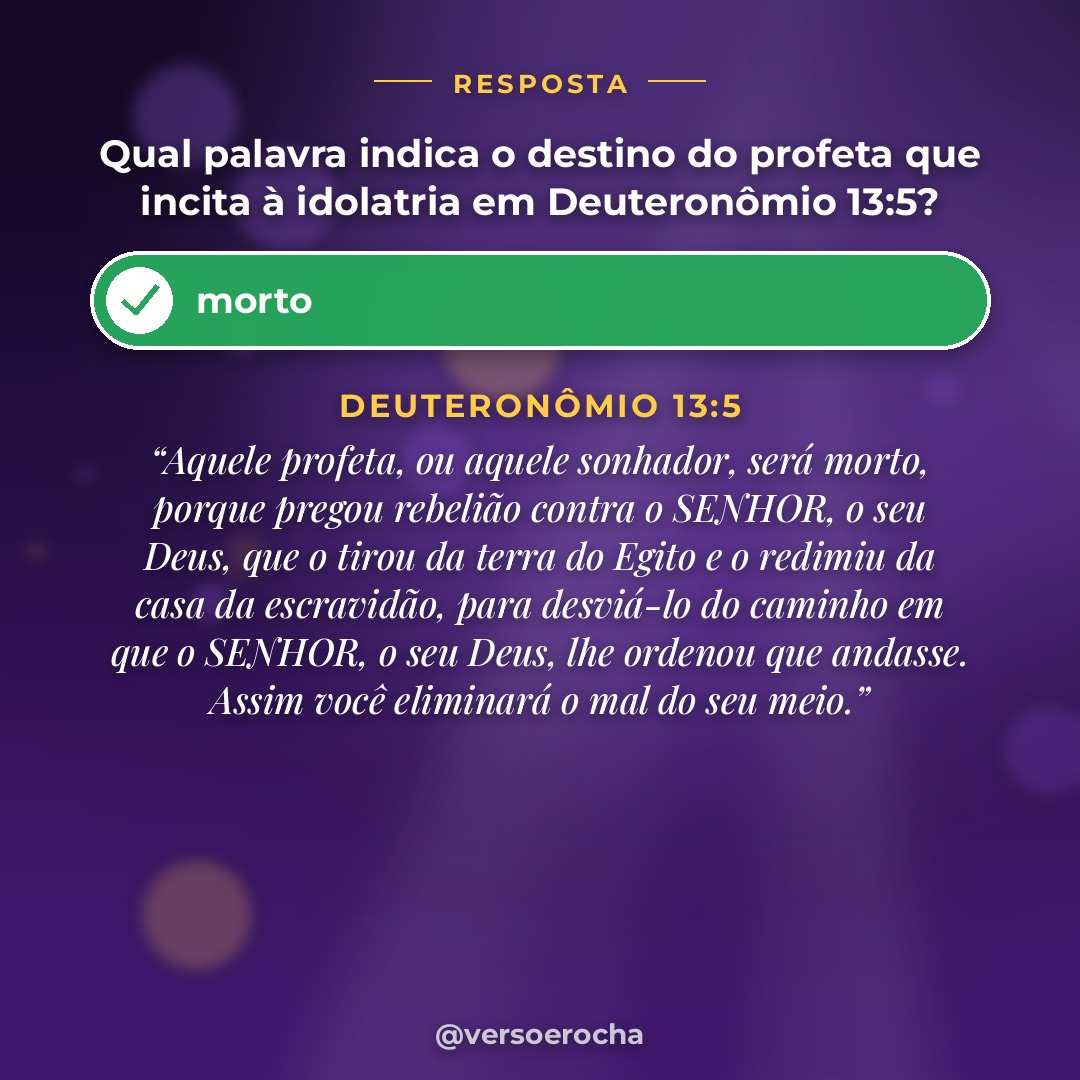 RESPOSTA
Qual palavra indica o destino do profeta que
incita à idolatria em Deuteronômio 13:5?
morto
DEUTERONÔMIO 13:5
“Aquele profeta, ou aquele sonhador, será morto,
porque pregou rebelião contra o SENHOR, o seu
Deus, que o tirou da terra do Egito e o redimiu da
casa da escravidão, para desviá-lo do caminho em
que o SENHOR, o seu Deus, lhe ordenou que andasse.
Assim você eliminará o mal do seu meio.”
@versoerocha